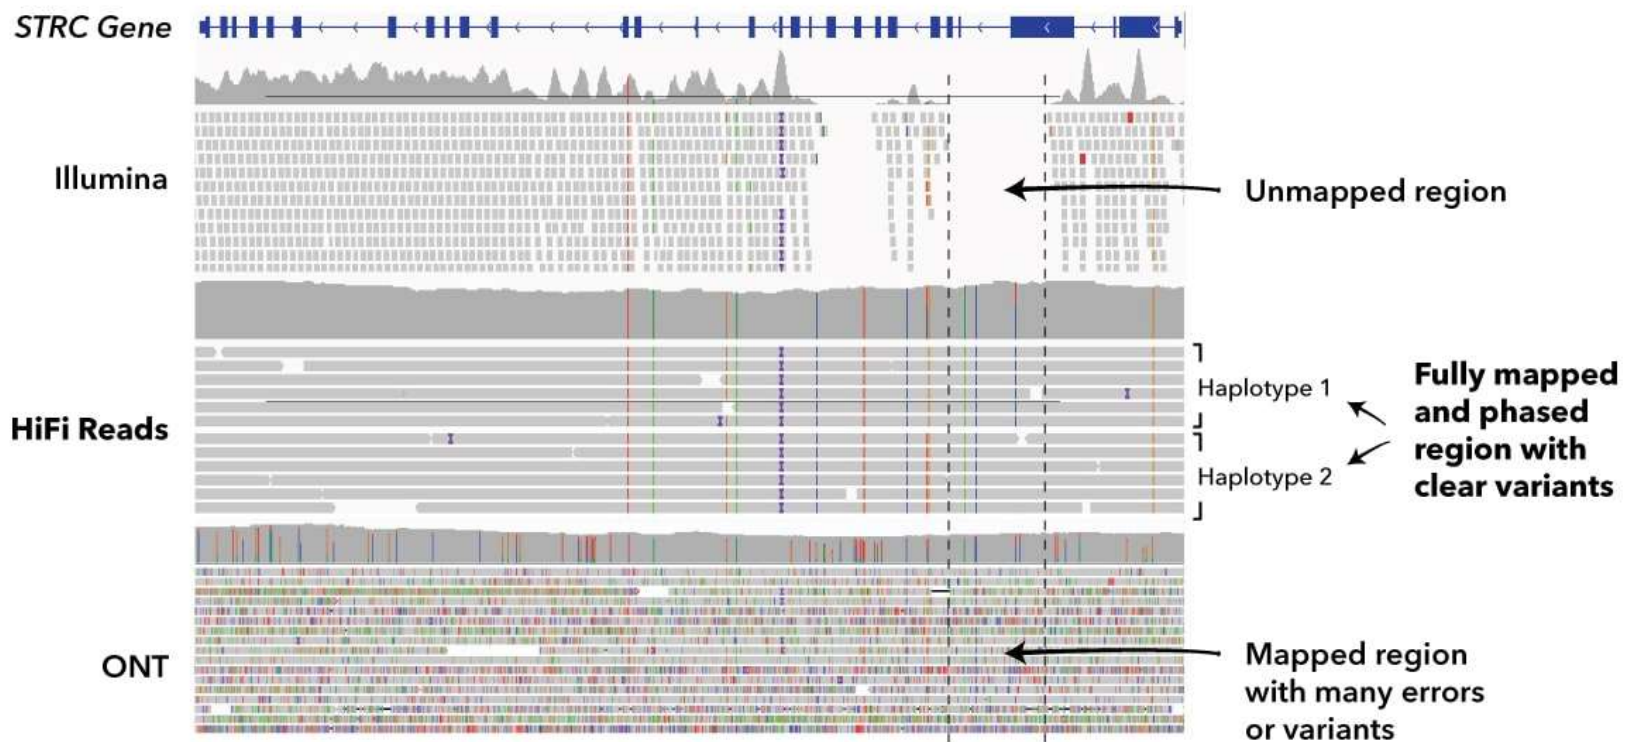 STRC Gene
Illumina
Unmapped region
HiFi Reads
Haplotype 1
Haplotype 2
Fully mapped
and phased
region with
clear variants
ONT
Mapped region
with many errors
or variants